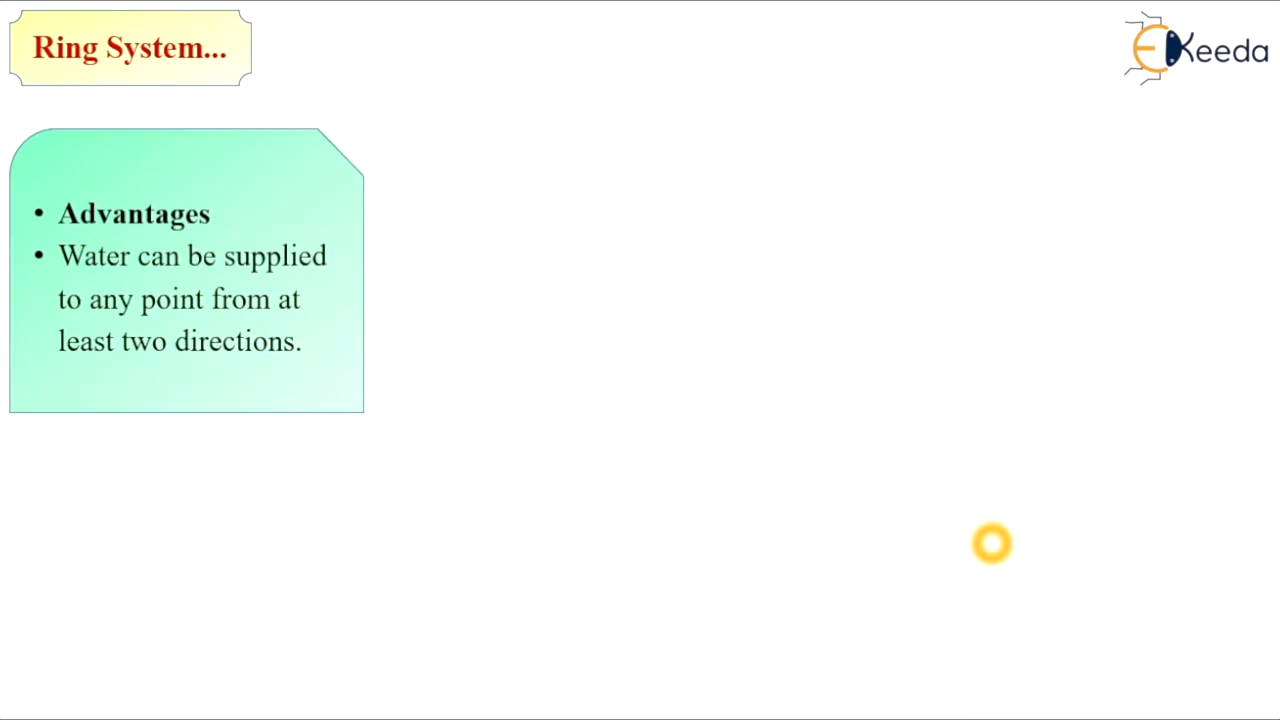 Ring System...
EKeeda
• Advantages
• Water can be supplied
to any point from at
least two directions.